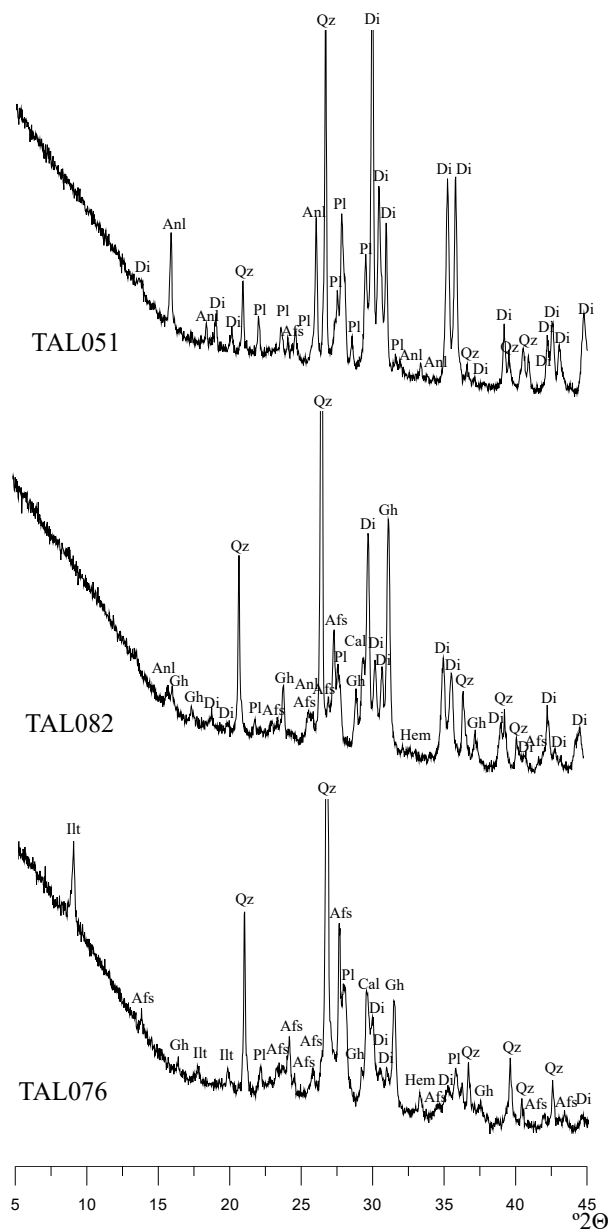 Qz Di
Anl Di Anl Di Qz Di Pl Pl Afs Pl Anl Pl Pl Pl Pl Di Di Pl Anl Anl Di Di Qz Di Di Qz Qz Di Di Di Di Di
TAL051
Qz
Anl Gh Gh Di Di Qz Pl Afs Gh Afs Anl Afs Afs Pl Gh Cal Di Di Di Gh Hem Di Di Qz Gh Di Qz Qz Di Afs Di Di Di
TAL082
Qz
Ilt Afs Gh Ilt Ilt Qz Pl Afs Afs Afs Afs Afs Pl Gh Cal Di Di Di Gh Hem Afs Di Pl Qz Gh Qz Qz Afs Qz Afs Di
TAL076
5 10 15 20 25 30 35 40 45
º2Θ